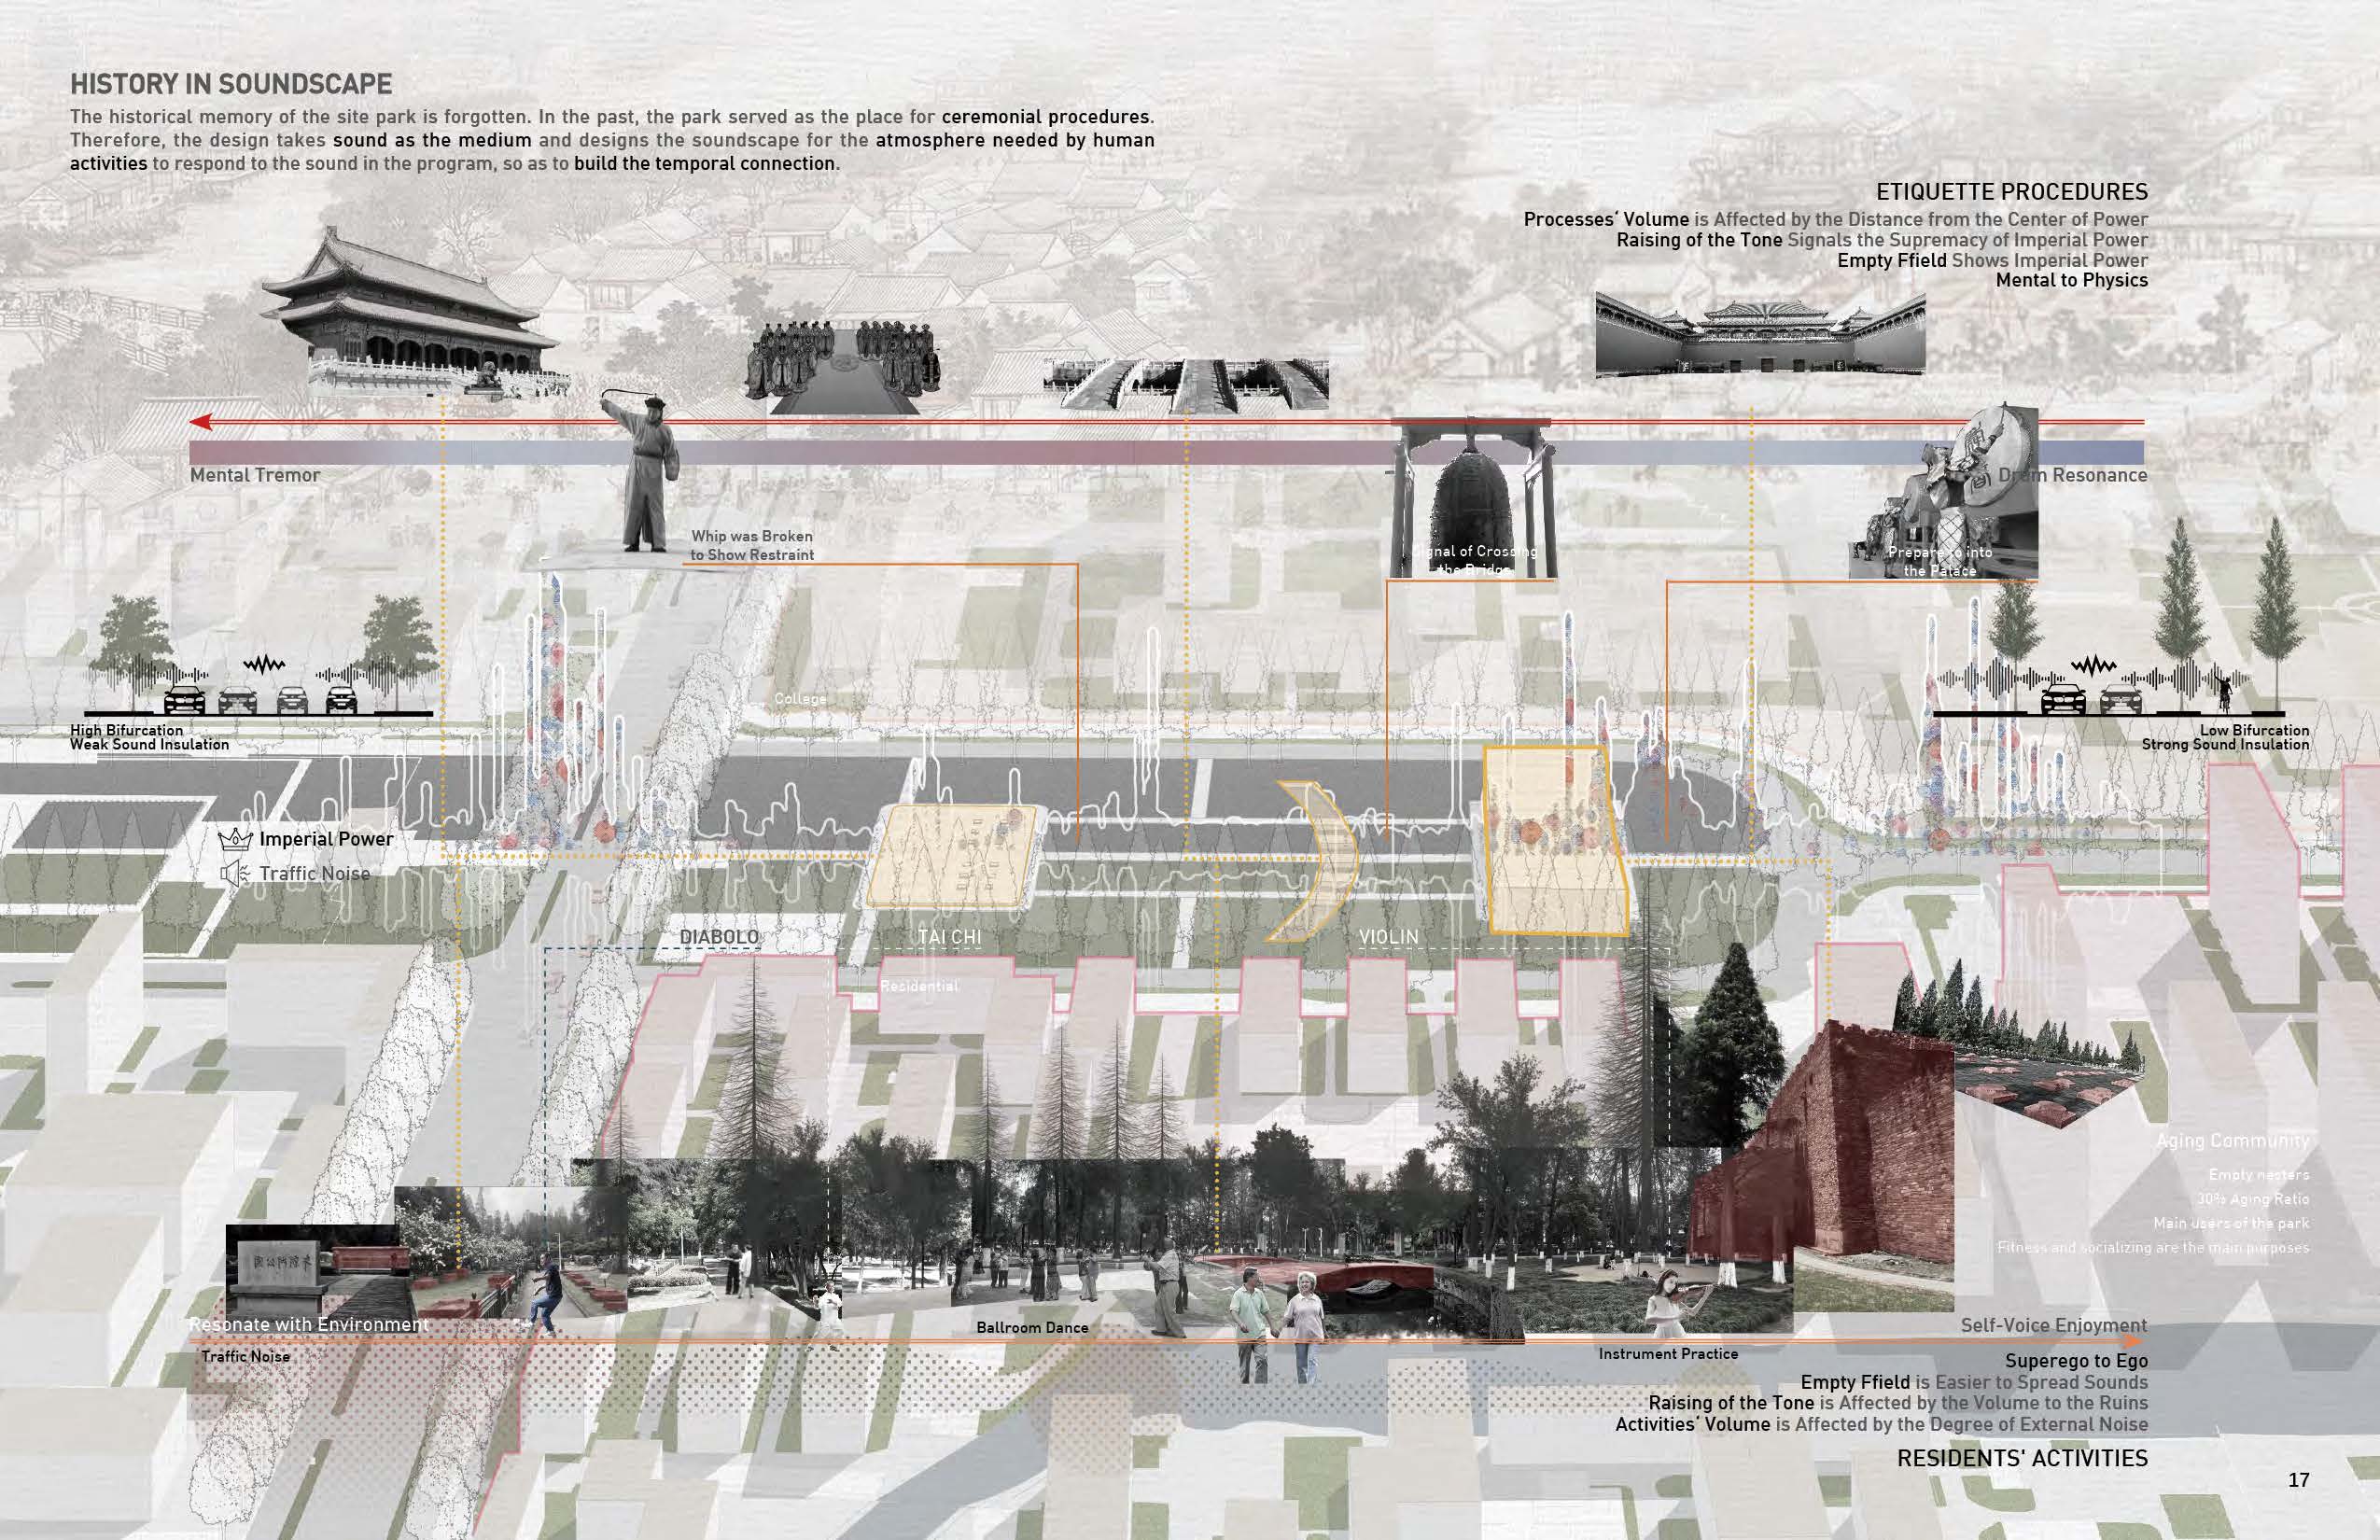 HISTORY IN SOUNDSCAPE
The historical memory of the site park is forgotten. In the past, the park served as the place for ceremonial procedures.
Therefore, the design takes sound as the medium and designs the soundscape for the atmosphere needed by human
activities to respond to the sound in the program, so as to build the temporal connection.
ETIQUETTE PROCEDURES
Processes' Volume is Affected by the Distance from the Center of Power
Raising of the Tone Signals the Supremacy of Imperial Power
Empty Ffield Shows Imperial Power
Mental to Physics
Mental Tremor
Drum Resonance
Whip was Broken
to Show Restraint
Signal of Crossing
the Bridge
Prepare to into
the Palace
College
High Bifurcation
Weak Sound Insulation
Low Bifurcation
Strong Sound Insulation
Imperial Power
Traffic Noise
DIABOLO
TAI CHI
VIOLIN
Residential
Aging Community
Empty nesters
30% Aging Ratio
Main users of the park
Fitness and socializing are the main purposes
Resonate with Environment
Traffic Noise
Ballroom Dance
Instrument Practice
Self-Voice Enjoyment
Superego to Ego
Empty Ffield is Easier to Spread Sounds
Raising of the Tone is Affected by the Volume to the Ruins
Activities' Volume is Affected by the Degree of External Noise
RESIDENTS' ACTIVITIES
17